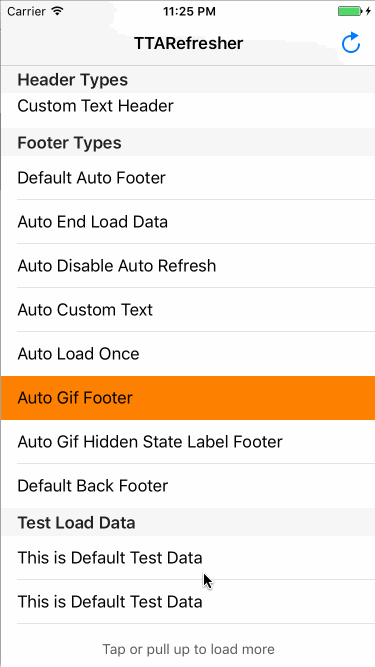 Carrier 11:25 PM
TTARefresher
Header Types
Custom Text Header
Footer Types
Default Auto Footer
Auto End Load Data
Auto Disable Auto Refresh
Auto Custom Text
Auto Load Once
Auto Gif Footer
Auto Gif Hidden State Label Footer
Default Back Footer
Test Load Data
This is Default Test Data
This is Default Test Data
Tap or pull up to load more